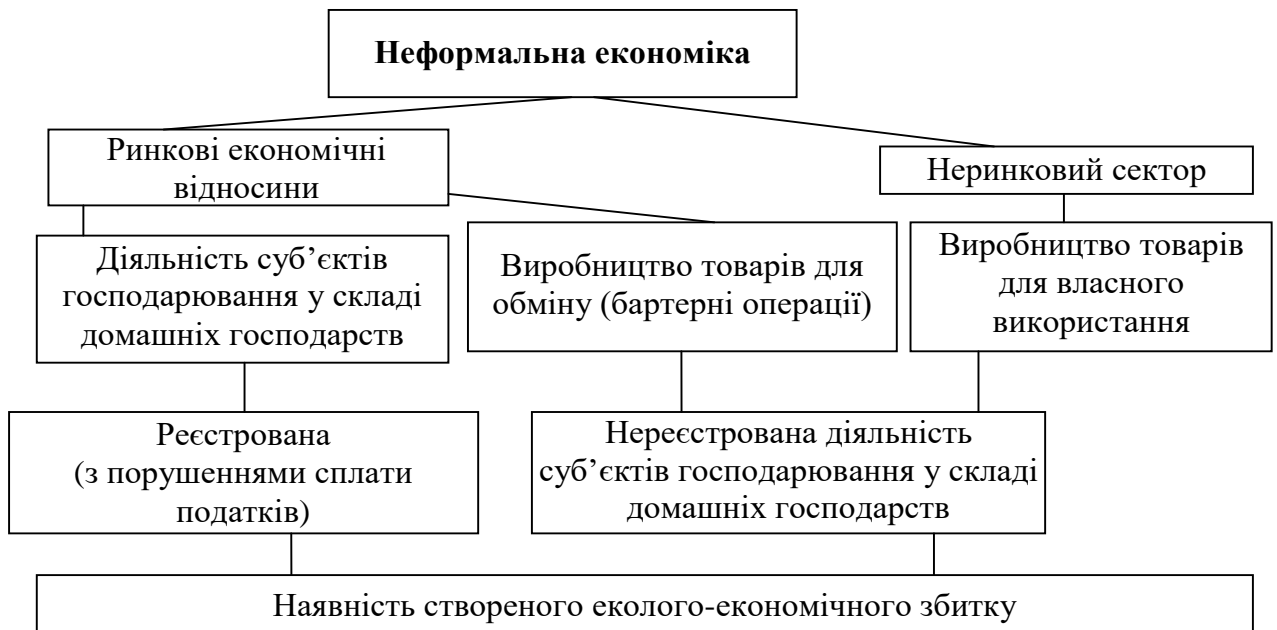 Неформальна економіка
Ринкові економічні
відносини
Неринковий сектор
Діяльність суб’єктів
господарювання у складі
домашніх господарств
Виробництво товарів для
обміну (бартерні операції)
Виробництво товарів
для власного
використання
Реєстрована
(з порушеннями сплати
податків)
Нереєстрована діяльність
суб’єктів господарювання у складі
домашніх господарств
Наявність створеного еколого-економічного збитку